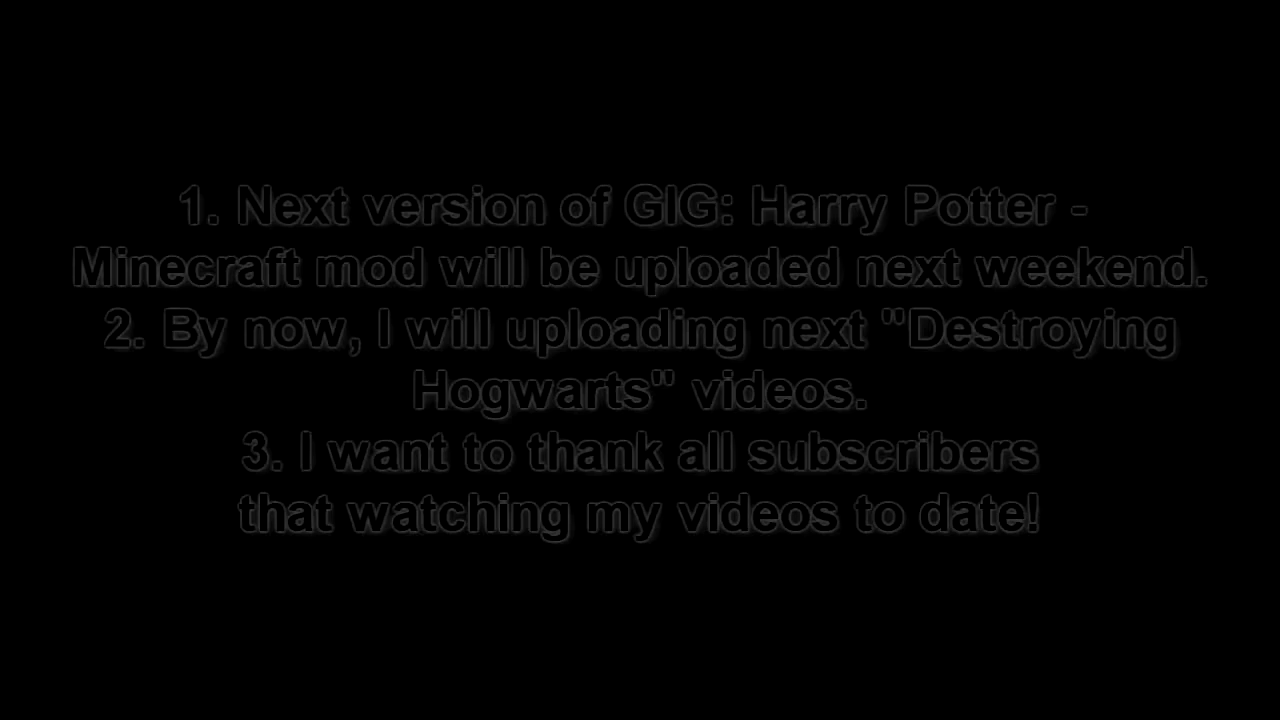 1. Next version of GIG: Harry Potter -
Minecraft mod will be uploaded next weekend.
2. By now, I will uploading next "Destroying
Hogwarts" videos.
3. I want to thank all subscribers
that watching my videos to date!